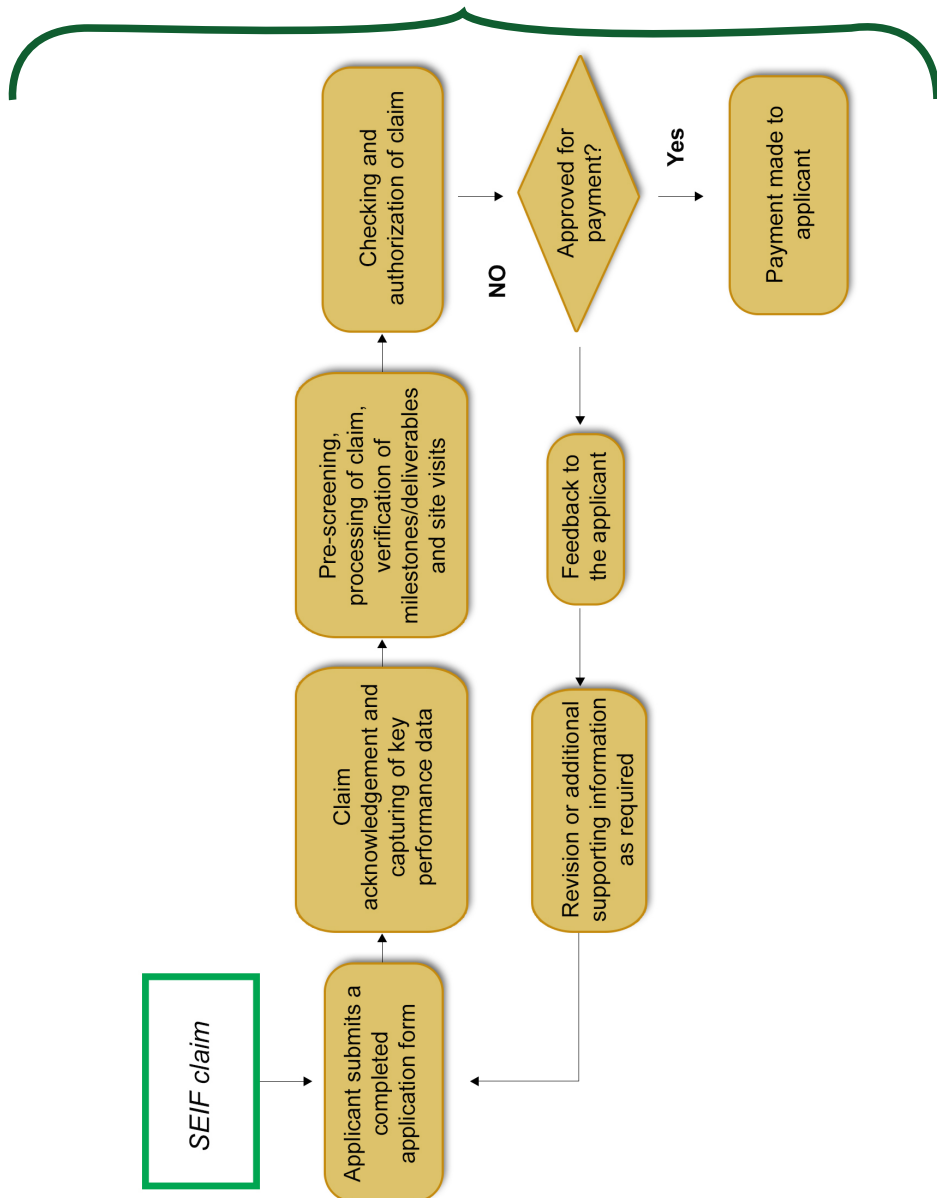 SEIF claim
Applicant submits a
completed
application form
Claim
acknowledgement and
capturing of key
performance data
Pre-screening,
processing of claim,
verification of
milestones/deliverables
and site visits
Checking and
authorization of claim
Approved for
payment?
NO
Yes
Feedback to
the applicant
Revision or additional
supporting information
as required
Payment made to
applicant